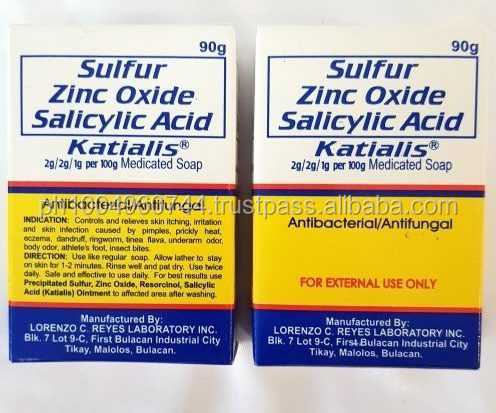 90g
Sulfur
Zinc Oxide
Salicylic Acid
Katialis®
2g/2g/1g per 100g Medicated Soap
Antibacterial/Antifungal
INDICATION: Controls and relieves skin itching, irritation
and skin infection caused by pimples, prickly heat,
eczema, dandruff, ringworm, tinea flava, underarm odor,
body odor, athlete's foot, insect bites.
DIRECTION: Use like regular soap. Allow lather to stay
on skin for 1-2 minutes. Rinse well and pat dry. Use twice
daily. Safe and effective to use daily. For best results use
Precipitated Sulfur, Zinc Oxide, Resorcinol, Salicylic
Acid (Katialis) Ointment to affected area after washing.
Manufactured By:
LORENZO C. REYES LABORATORY INC.
Blk. 7 Lot 9-C, First Bulacan Industrial City
Tikay, Malolos, Bulacan.
90g
Sulfur
Zinc Oxide
Salicylic Acid
Katialis®
2g/2g/1g per 100g Medicated Soap
Antibacterial/Antifungal
FOR EXTERNAL USE ONLY
Manufactured By:
LORENZO C. REYES LABORATORY INC.
Blk. 7 Lot 9-C, First Bulacan Industrial City
Tikay, Malolos, Bulacan.
.trustpass.alibaba.com